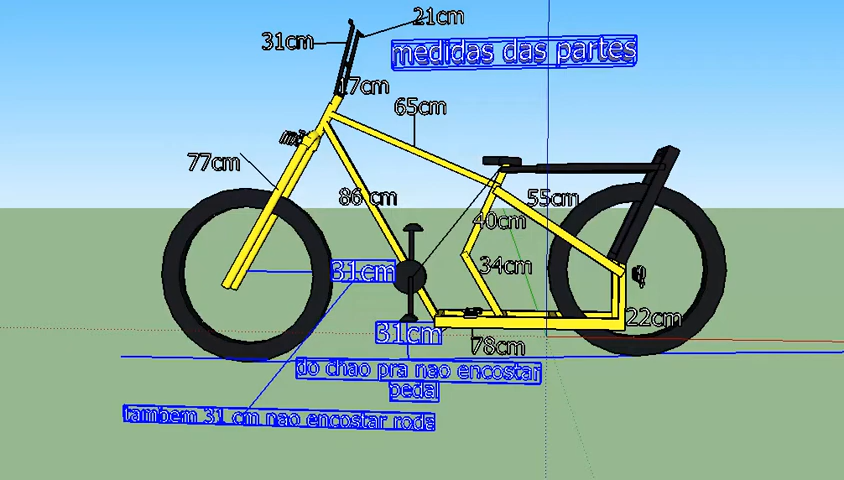 21cm
31cm
medidas das partes
17cm
65cm
77cm
86 cm
55cm
40cm
34cm
31cm
22cm
31cm
78cm
do chao pra nao encostar
pedal
tambem 31 cm nao encostar roda